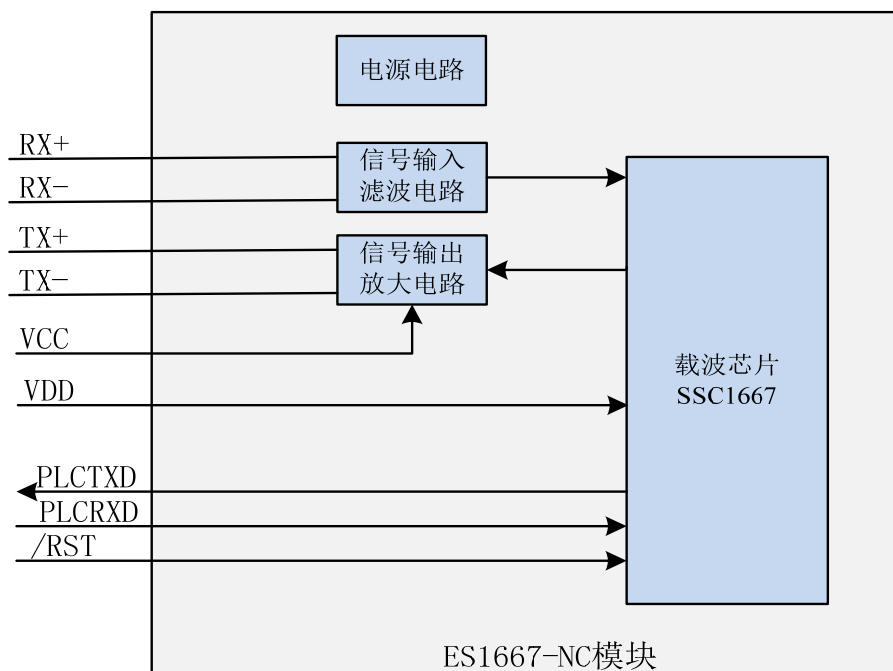 电源电路
RX+
信号输入
滤波电路
RX-
TX+
信号输出
放大电路
TX-
VCC
VDD
载波芯片
SSC1667
PLCTXD
PLCRXD
/RST
ES1667-NC模块